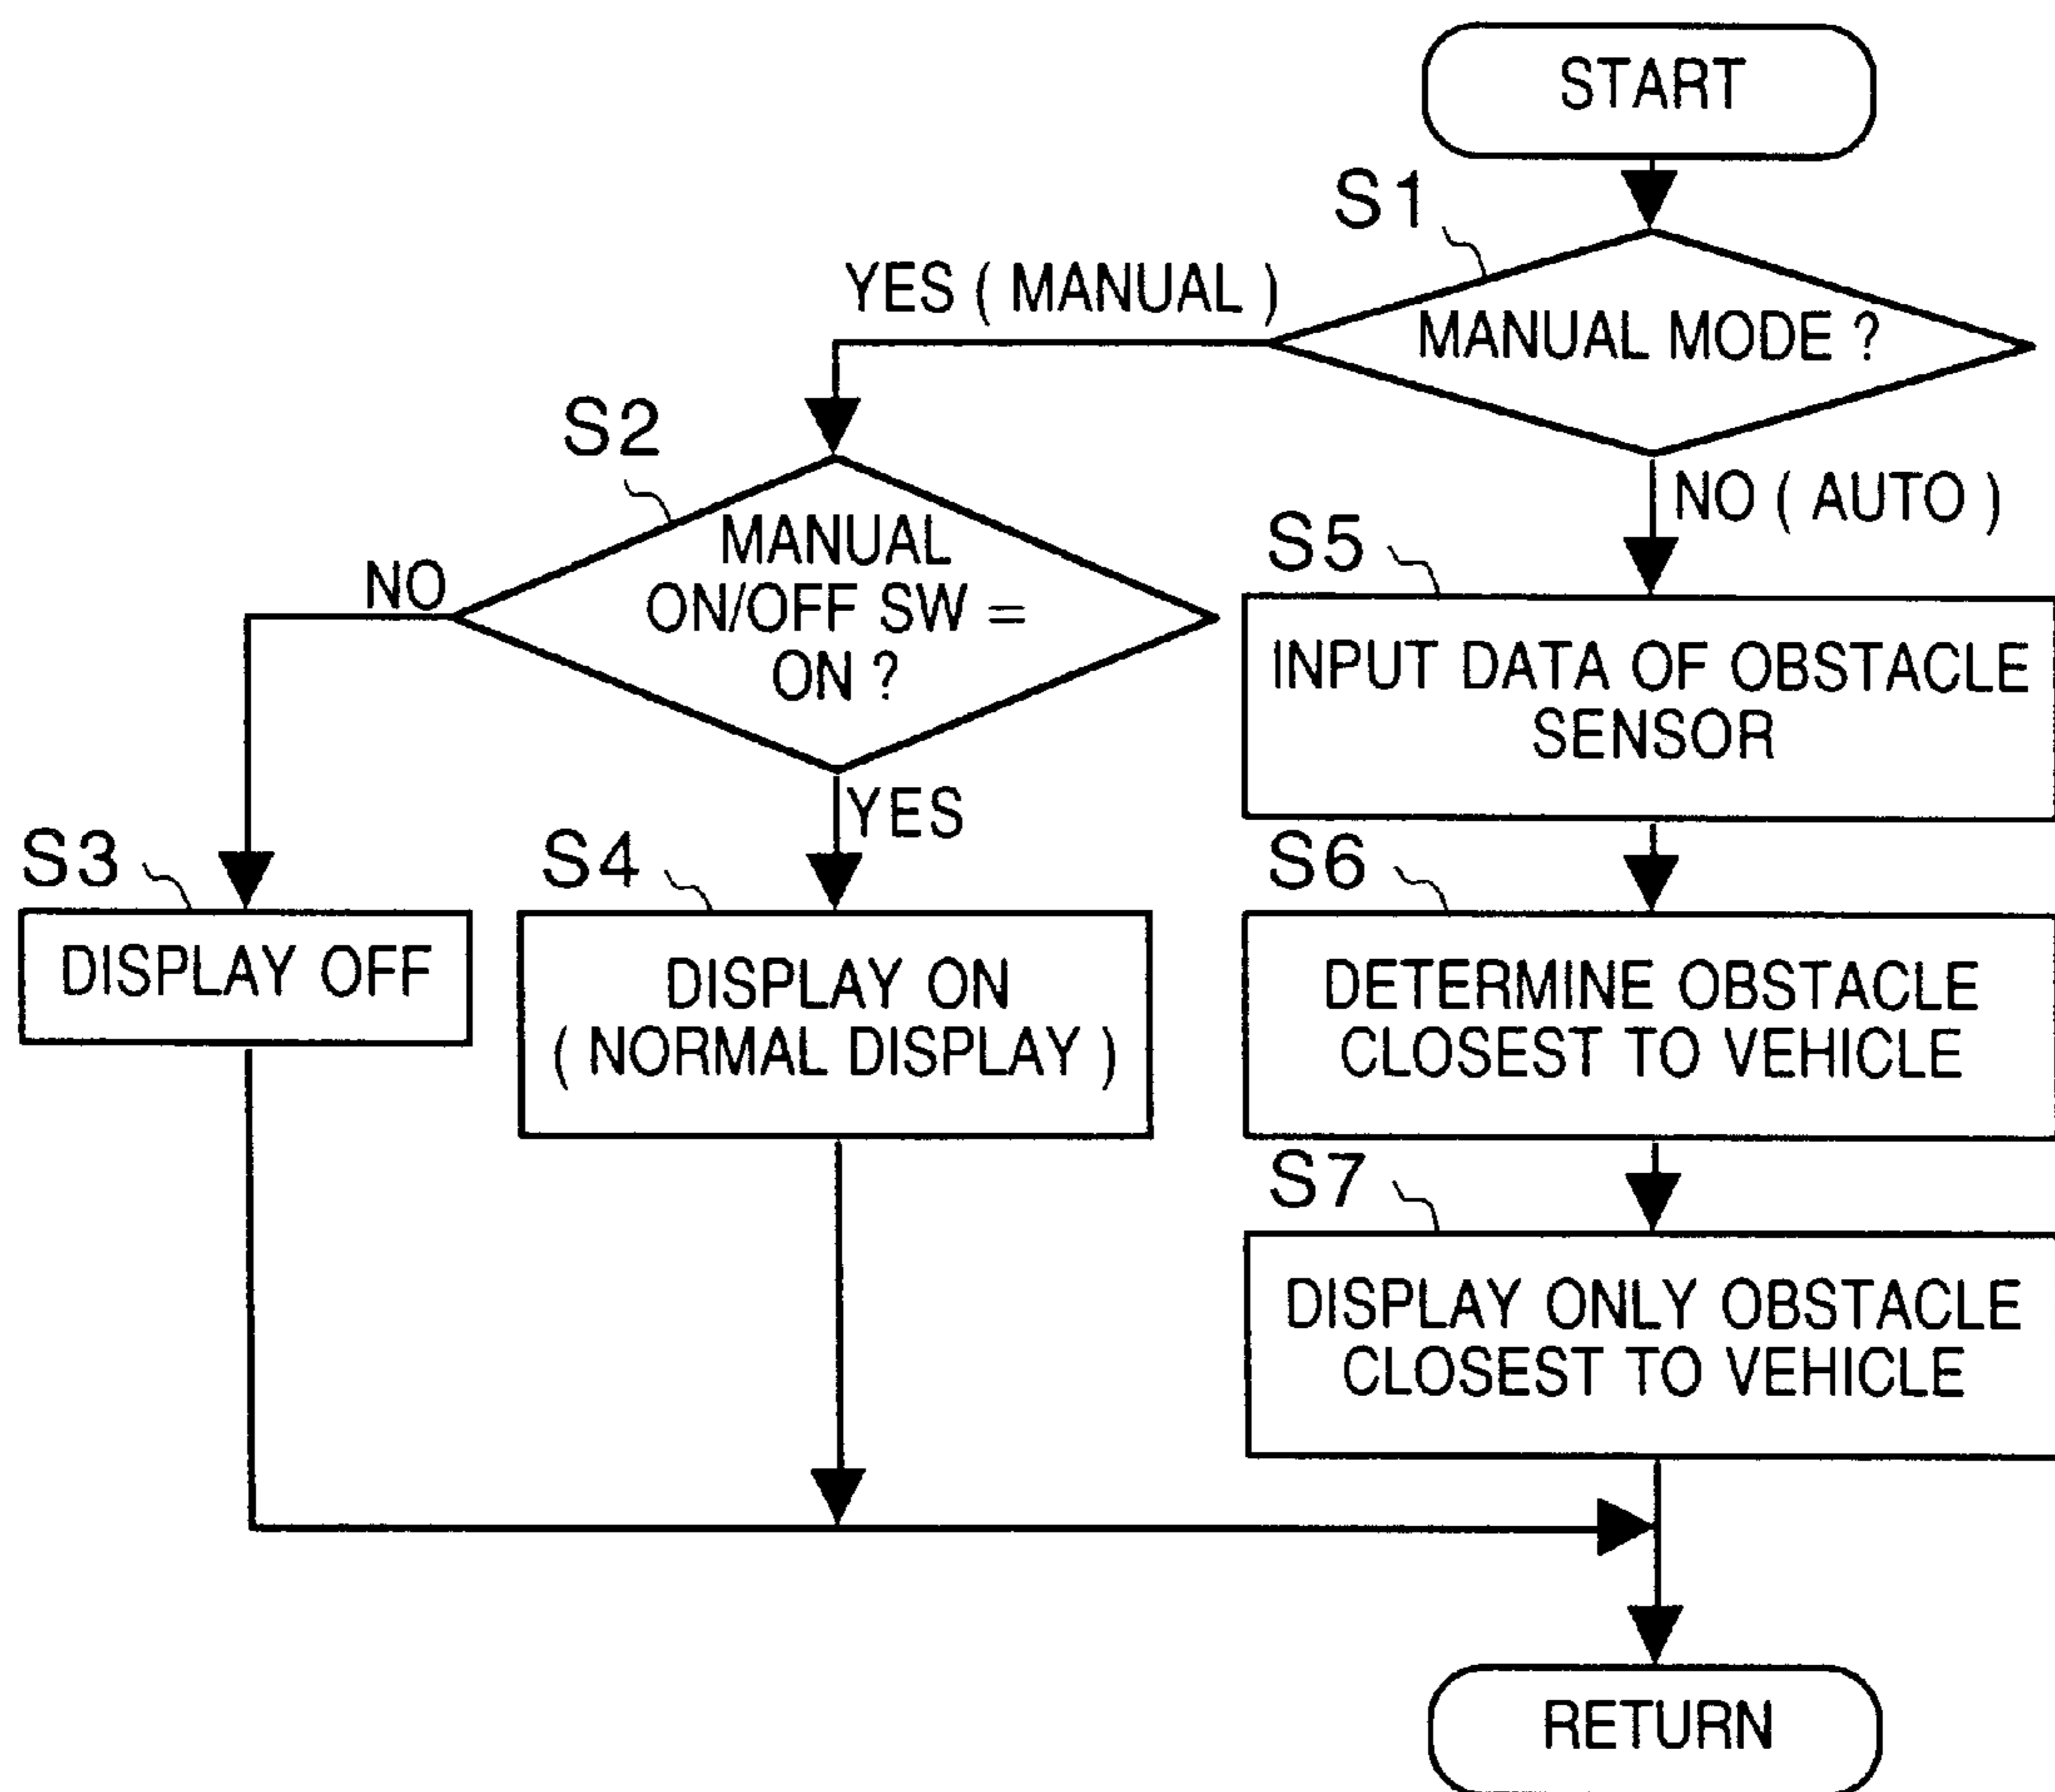 START
S1
YES ( MANUAL )
MANUAL MODE ?
S2
NO ( AUTO )
MANUAL
ON/OFF SW =
ON ?
NO
YES
S5
INPUT DATA OF OBSTACLE
SENSOR
S3
DISPLAY OFF
S4
DISPLAY ON
( NORMAL DISPLAY )
S6
DETERMINE OBSTACLE
CLOSEST TO VEHICLE
S7
DISPLAY ONLY OBSTACLE
CLOSEST TO VEHICLE
RETURN